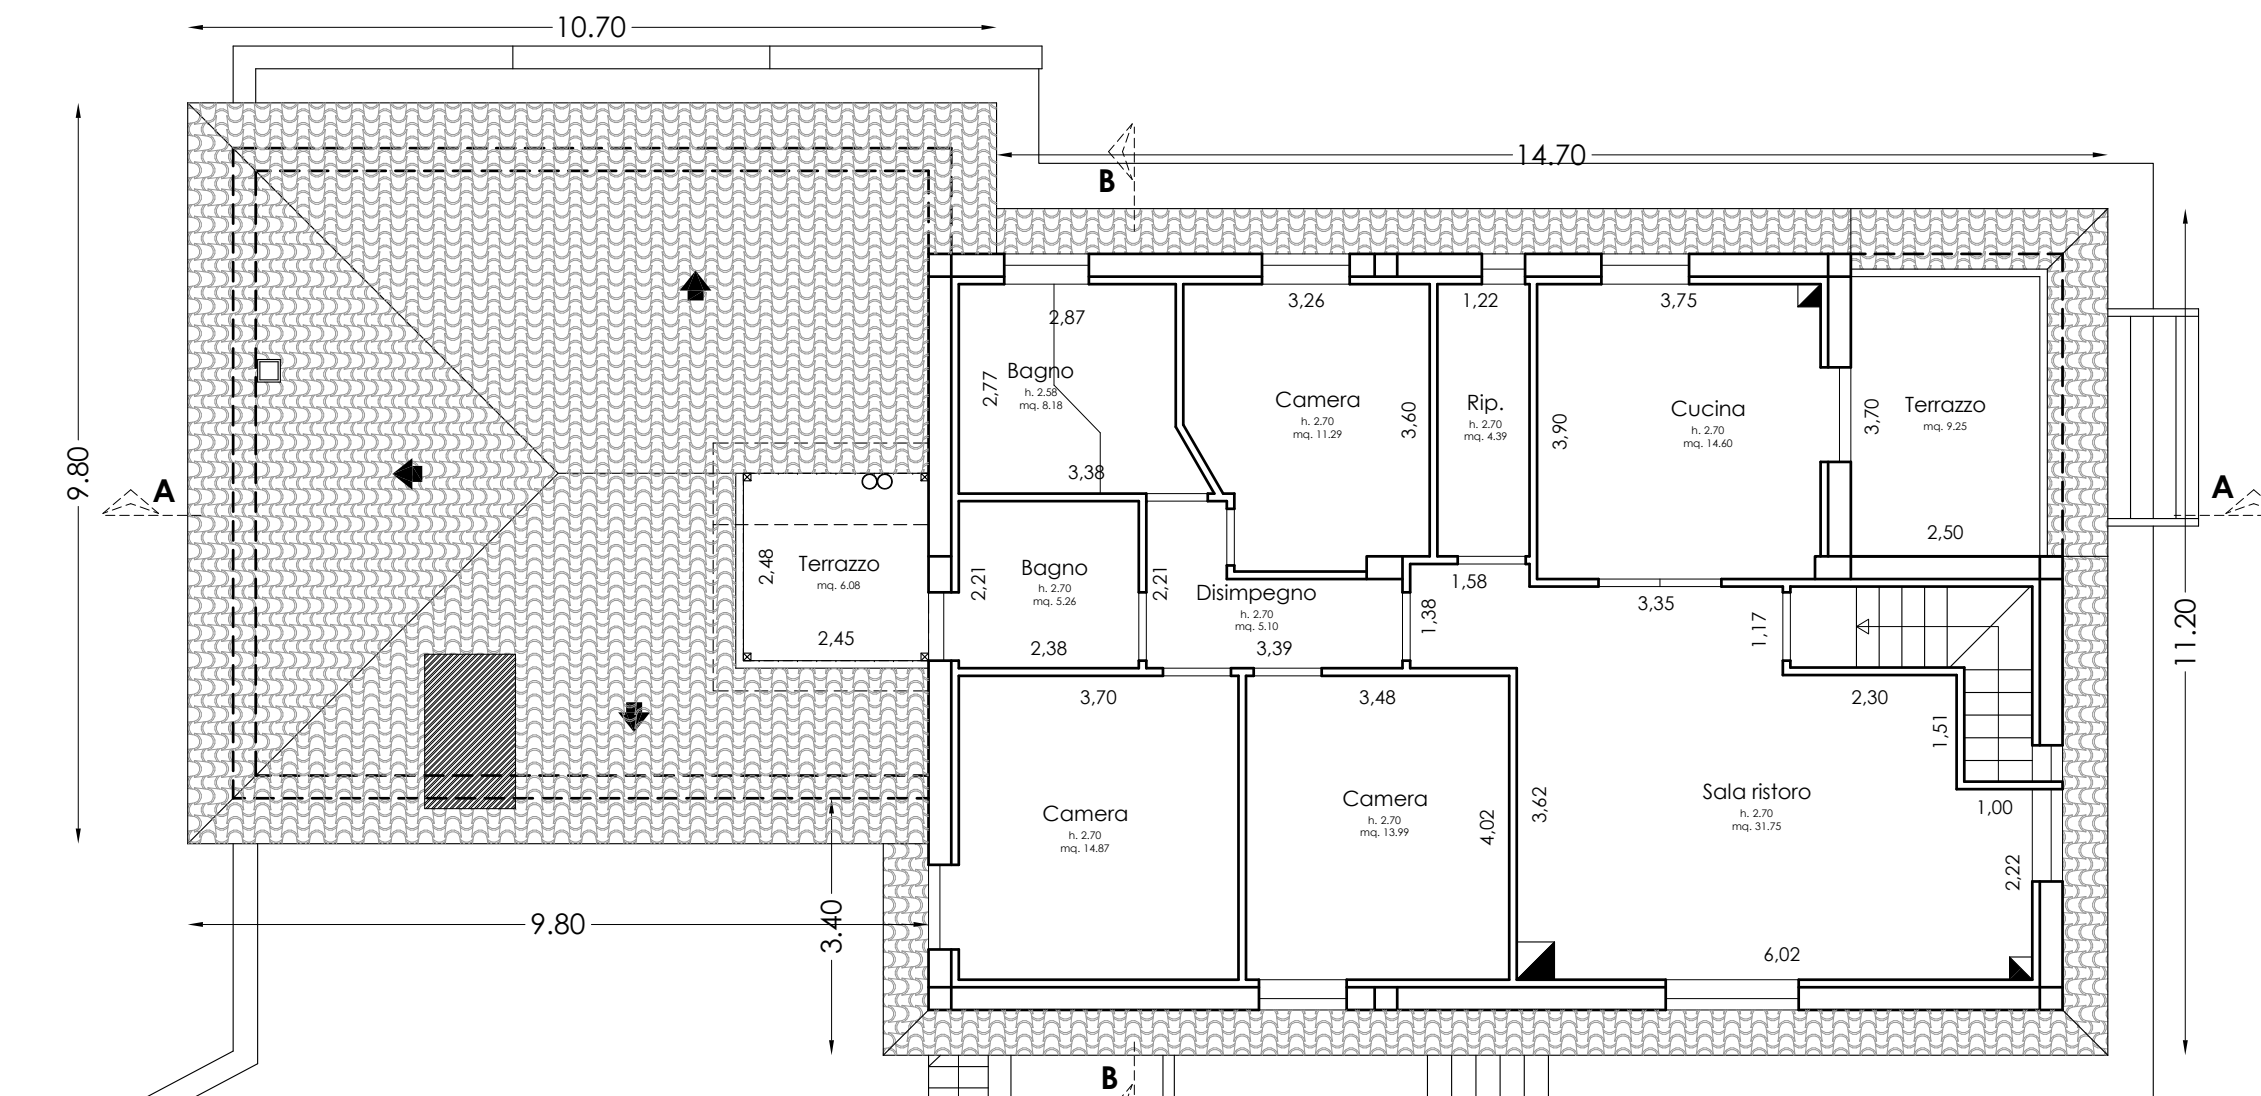 10.70
14.70
B
9.80
A
A
11.20
2,87
2,77
Bagno
h. 2.58
mq. 8.18
3,38
3,26
Camera
h. 2.70
mq. 11.29
3,60
1,22
Rip.
h. 2.70
mq. 4.39
3,75
3,90
Cucina
h. 2.70
mq. 14.60
3,70
Terrazzo
mq. 9.25
2,50
2,48
Terrazzo
mq. 6.08
2,45
Bagno
h. 2.70
mq. 5.26
2,21
2,38
2,21
Disimpegno
h. 2.70
mq. 5.10
3,39
1,38
1,58
3,35
1,17
2,30
1,51
3,70
Camera
h. 2.70
mq. 14.87
3,48
Camera
h. 2.70
mq. 13.99
4,02
3,62
Sala ristoro
h. 2.70
mq. 31.75
1,00
2,22
6,02
9.80
3.40
B